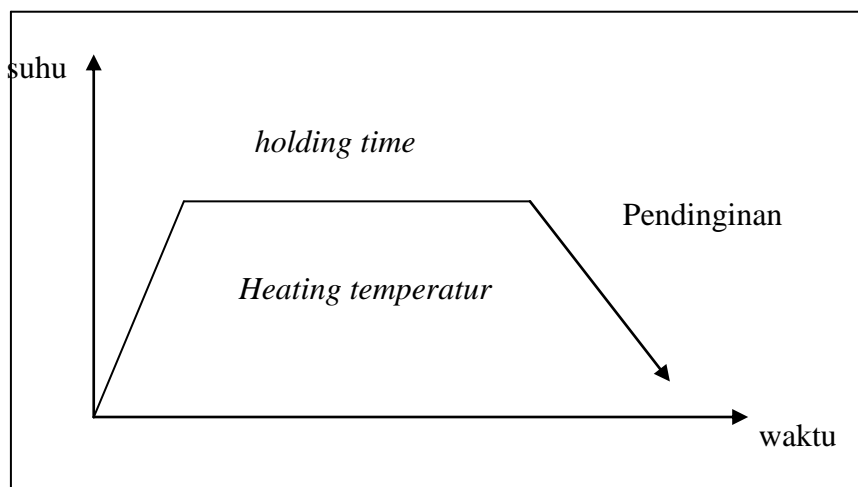 suhu
holding time
Pendinginan
Heating temperatur
waktu